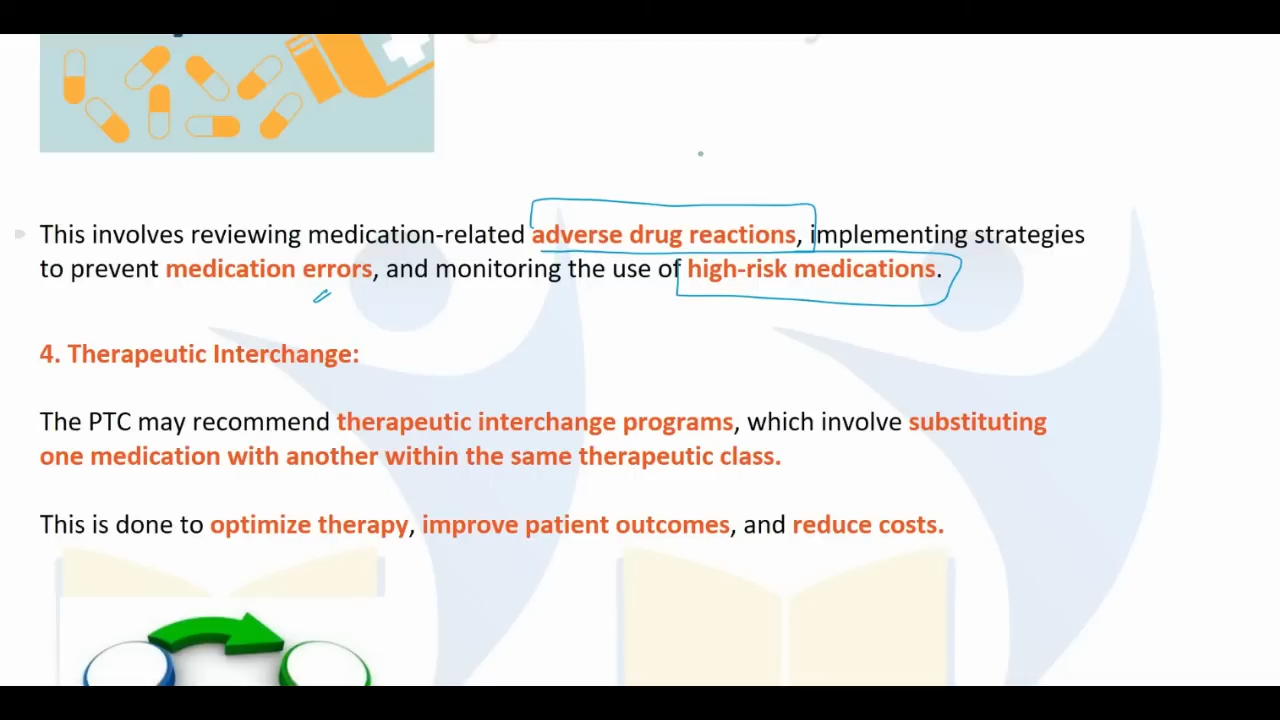 This involves reviewing medication-related adverse drug reactions, implementing strategies
to prevent medication errors, and monitoring the use of high-risk medications.
4. Therapeutic Interchange:
The PTC may recommend therapeutic interchange programs, which involve substituting
one medication with another within the same therapeutic class.
This is done to optimize therapy, improve patient outcomes, and reduce costs.